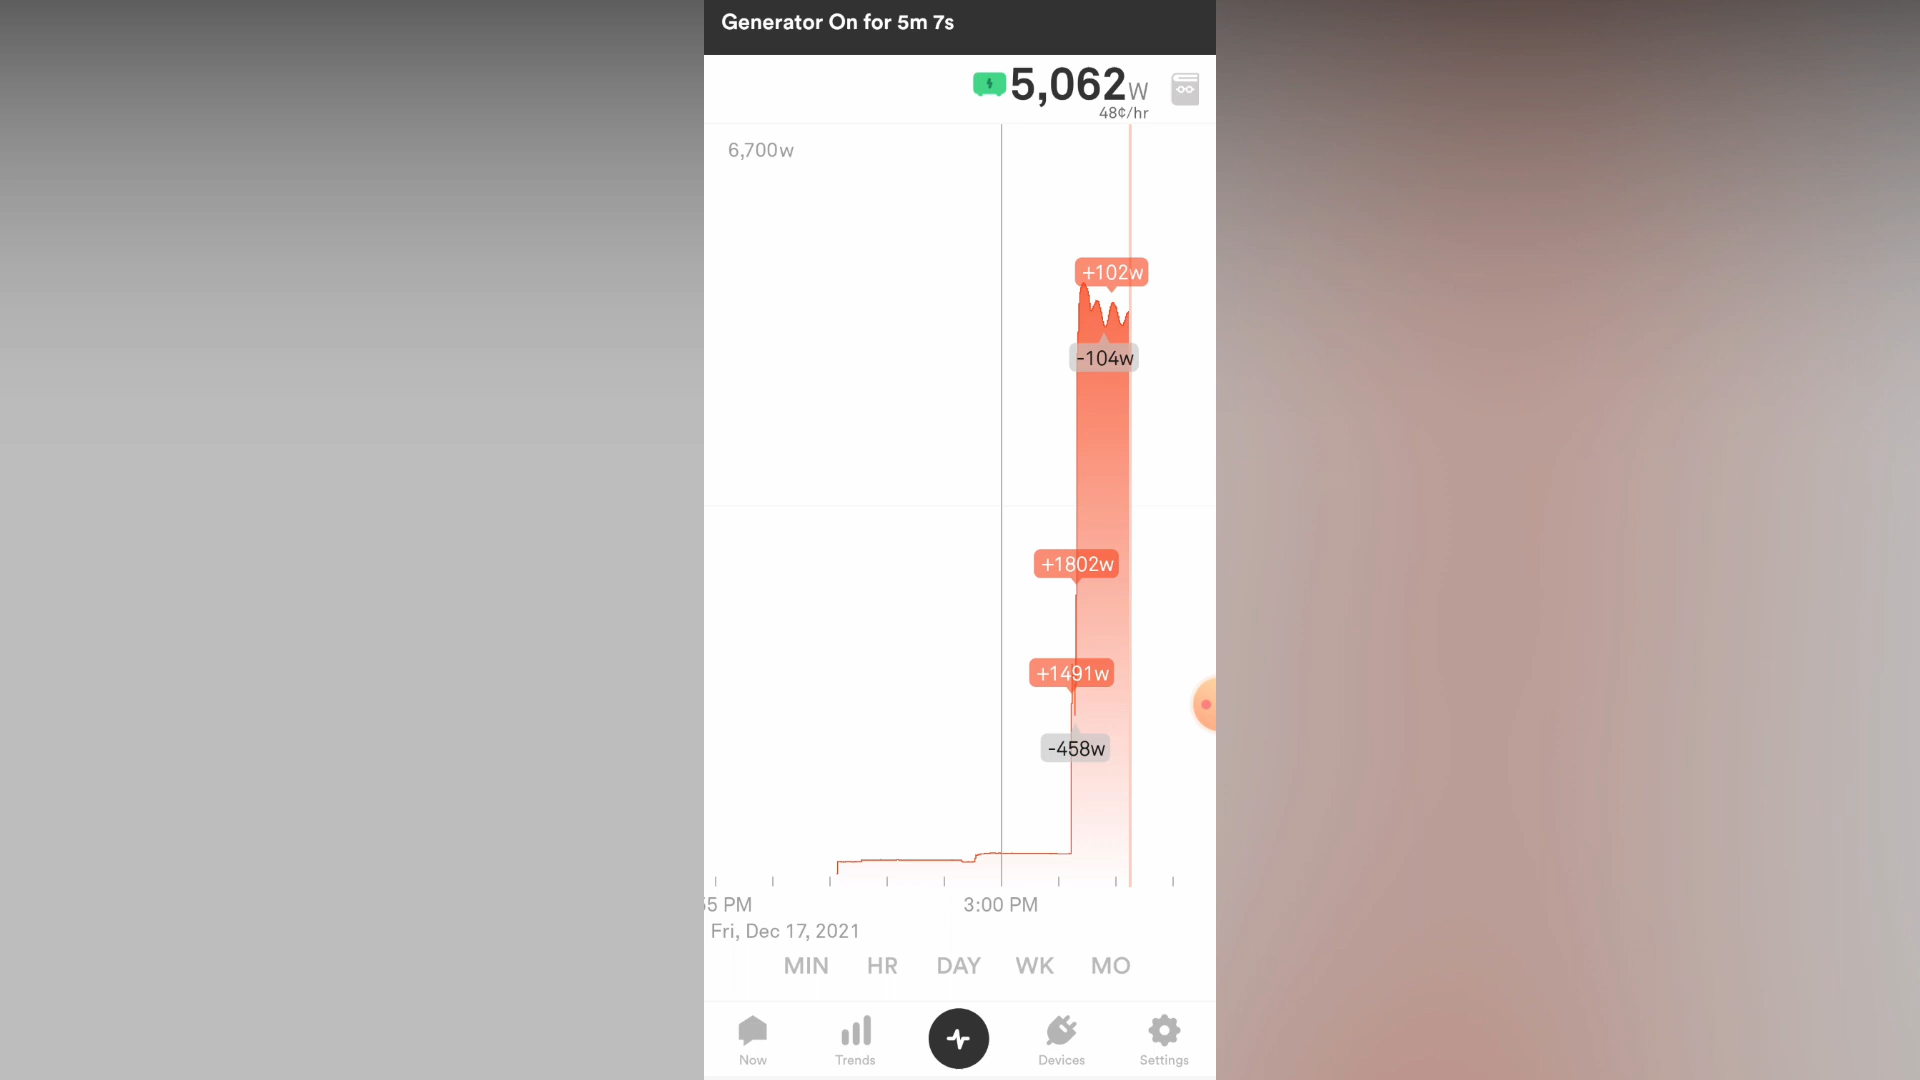 Generator On for 5m 7s
5,062W
48¢/hr
6,700w
+102w
-104w
+1802w
+1491w
-458w
55 PM
3:00 PM
Fri, Dec 17, 2021
MIN HR DAY WK MO
Now Trends Devices Settings